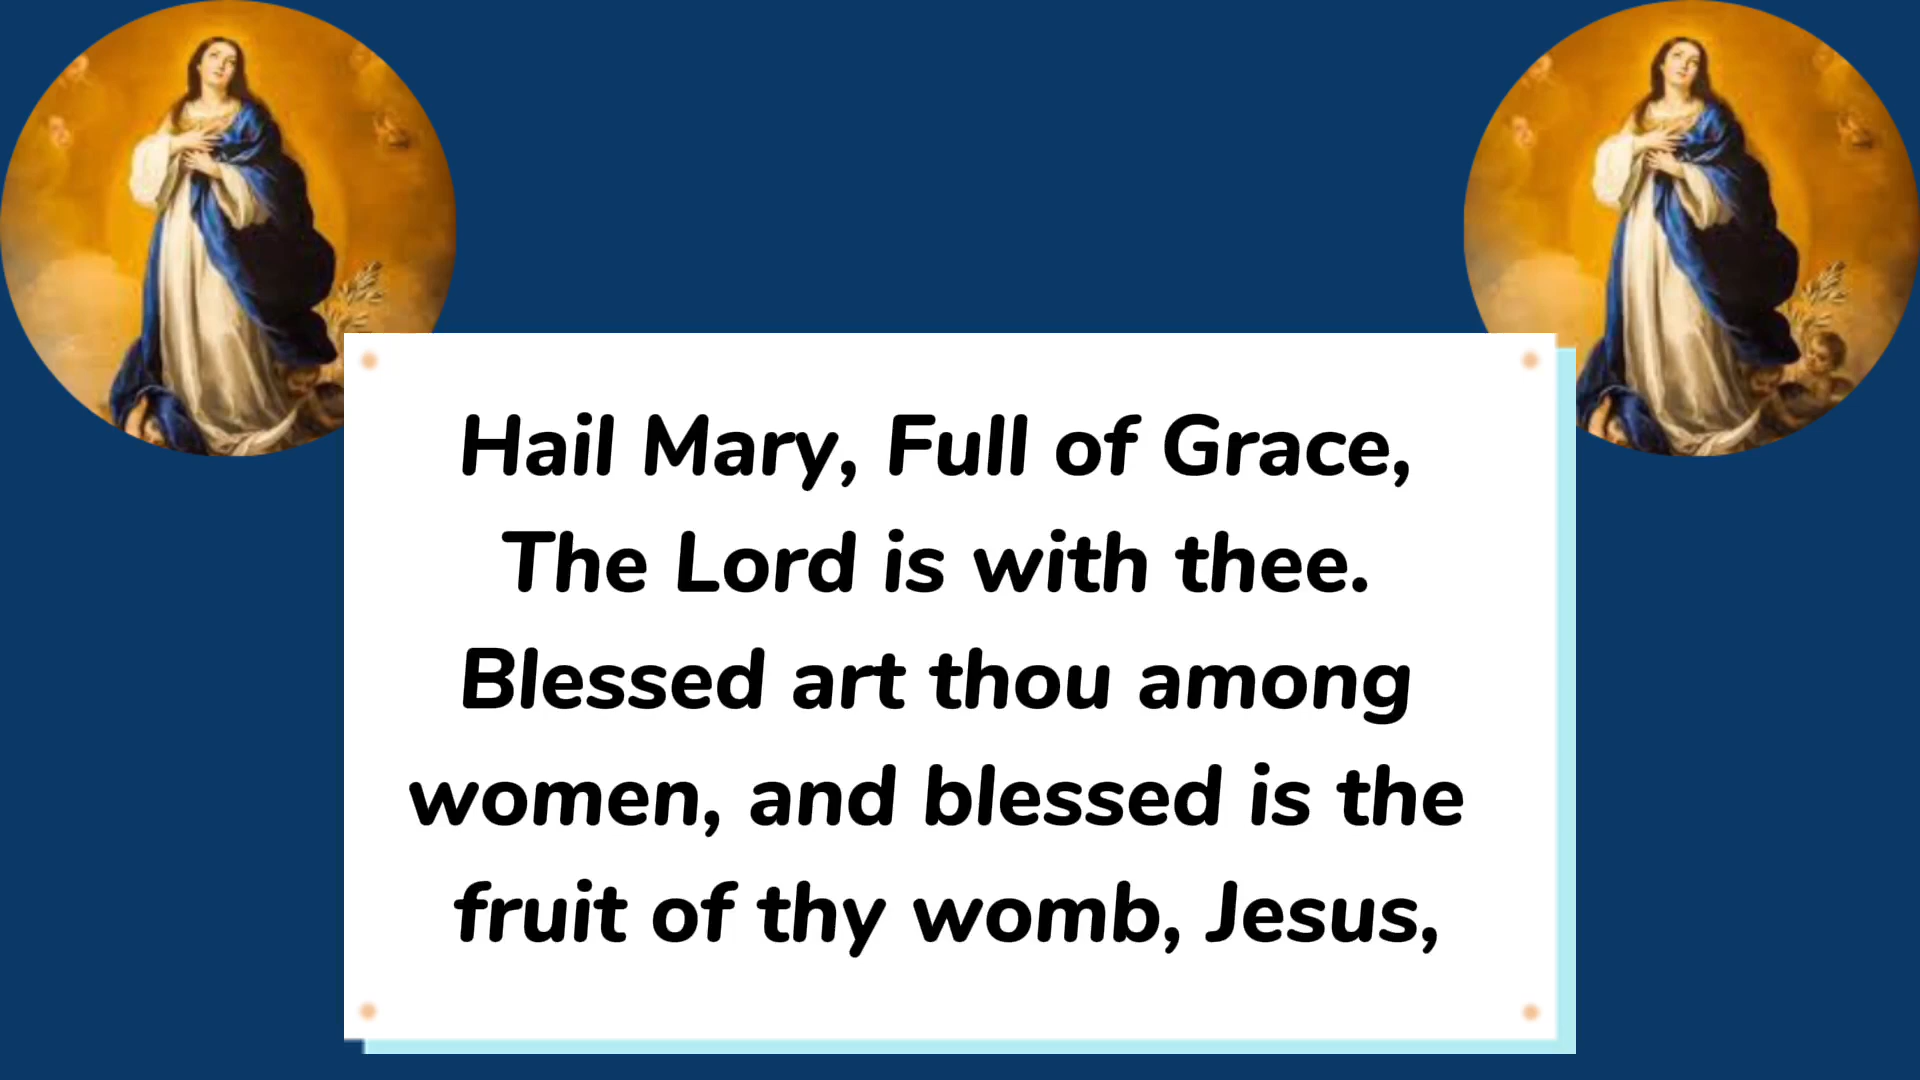 Hail Mary, Full of Grace,
The Lord is with thee.
Blessed art thou among
women, and blessed is the
fruit of thy womb, Jesus,